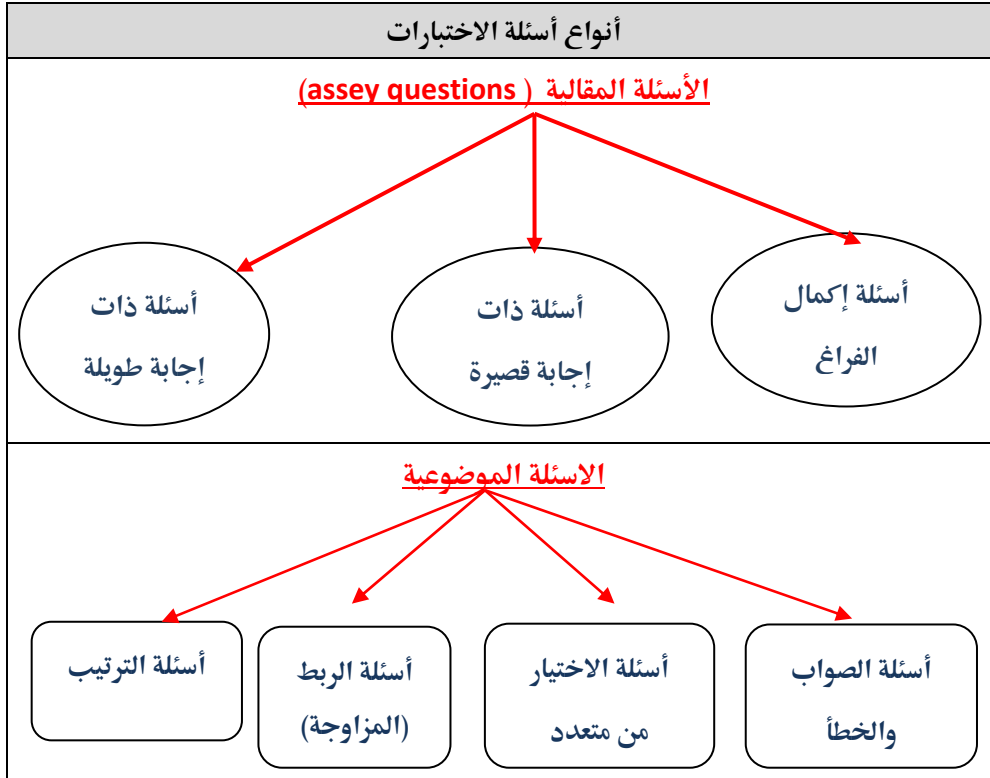 أنواع أسئلة الاختبارات
الأسئلة المقالية ( assey questions)
أسئلة إكمال
الفراغ
أسئلة ذات
إجابة قصيرة
أسئلة ذات
إجابة طويلة
الاسئلة الموضوعية
أسئلة الصواب
والخطأ
أسئلة الاختيار
من متعدد
أسئلة الربط
(المزاوجة)
أسئلة الترتيب